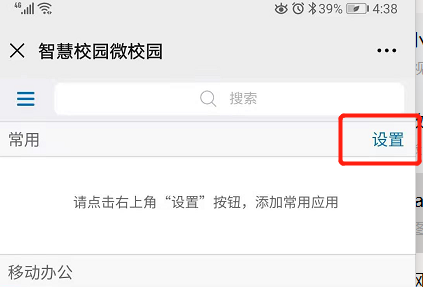 4G 39% 4:38
智慧校园微校园
搜索
常用 设置
请点击右上角“设置”按钮，添加常用应用
移动办公